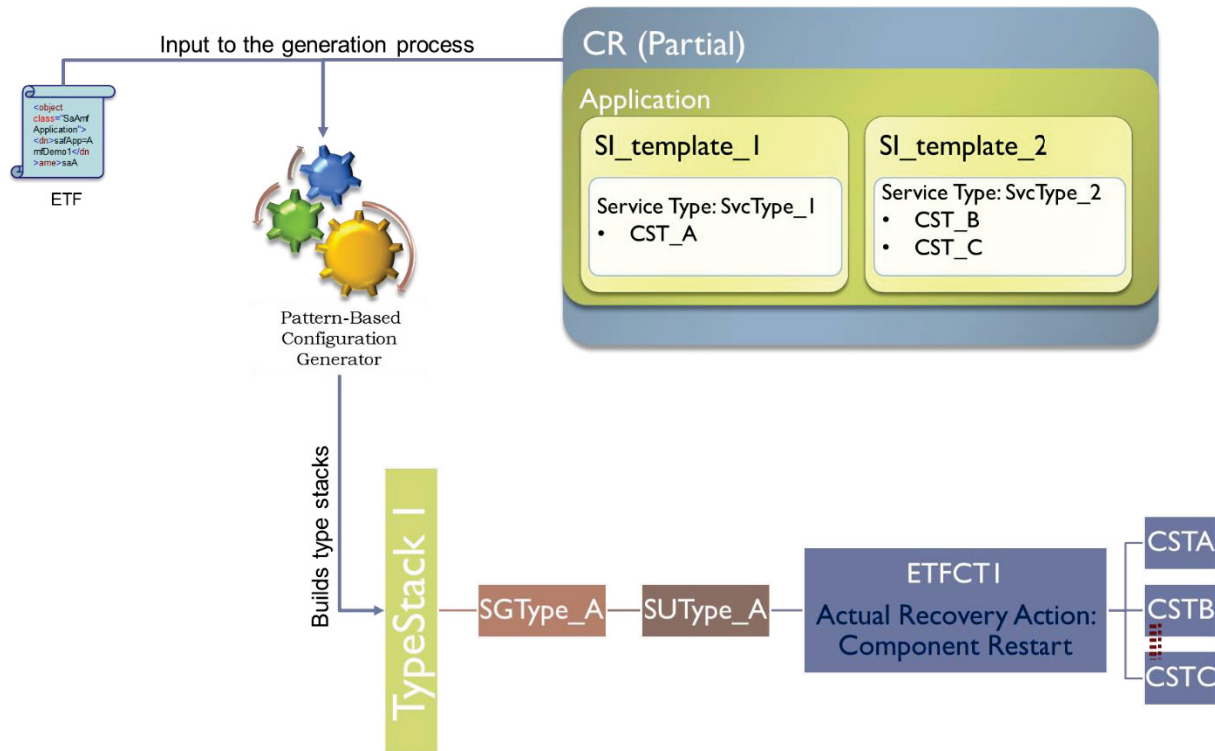 Input to the generation process
CR (Partial)
Application
SI_template_1
Service Type: SvcType_1
• CST_A
SI_template_2
Service Type: SvcType_2
• CST_B
• CST_C
<object
class="SaAmf
Application">
<dn>safApp=A
mfDemo1</dn
>ame>saA
ETF
Pattern-Based
Configuration
Generator
Builds type stacks
TypeStack 1
SGType_A
SUType_A
ETFCT1
Actual Recovery Action:
Component Restart
CSTA
CSTB
CSTC